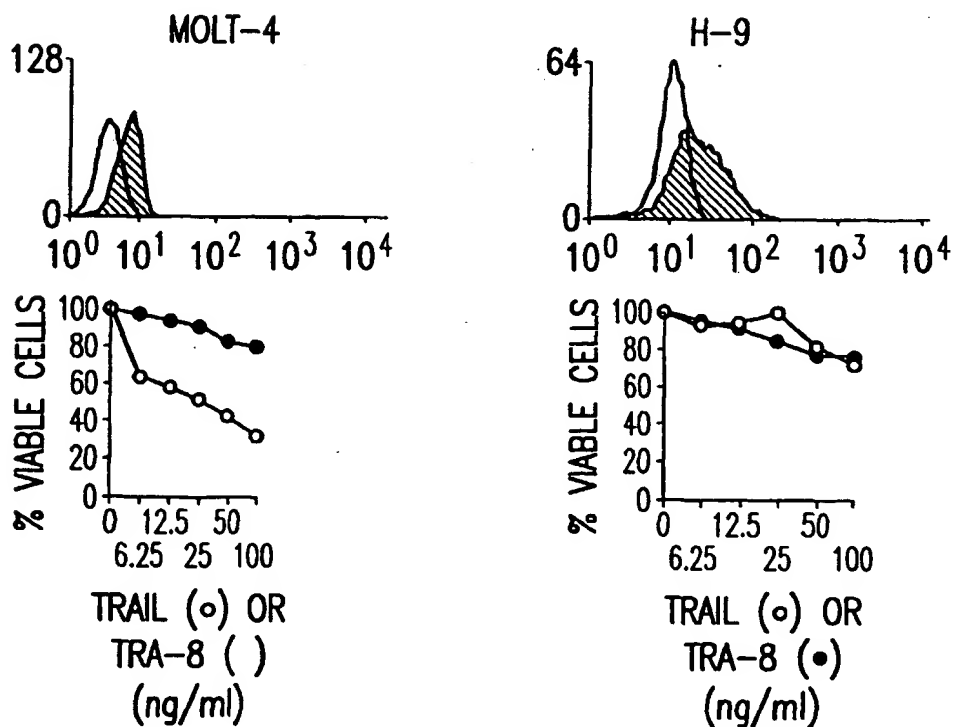 MOLT-4
128
0
10⁰ 10¹ 10² 10³ 10⁴
% VIABLE CELLS
100
80
60
40
20
0
0 12.5 50
6.25 25 100
TRAIL (○) OR
TRA-8 ( )
(ng/ml)
H-9
64
0
10⁰ 10¹ 10² 10³ 10⁴
% VIABLE CELLS
100
80
60
40
20
0
0 12.5 50
6.25 25 100
TRAIL (○) OR
TRA-8 (●)
(ng/ml)